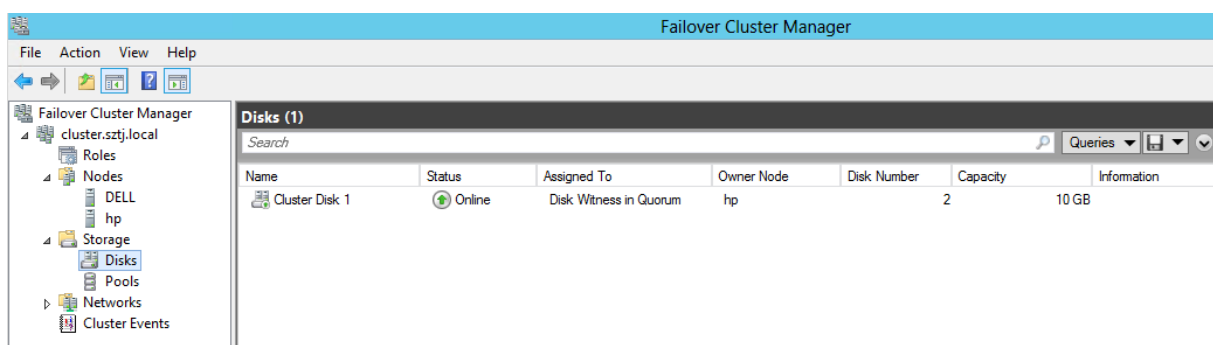 Failover Cluster Manager
File Action View Help
Failover Cluster Manager
cluster.sztj.local
Roles
Nodes
DELL
hp
Storage
Disks
Pools
Networks
Cluster Events
Disks (1)
Search Queries
Name Status Assigned To Owner Node Disk Number Capacity Information
Cluster Disk 1 Online Disk Witness in Quorum hp 2 10 GB